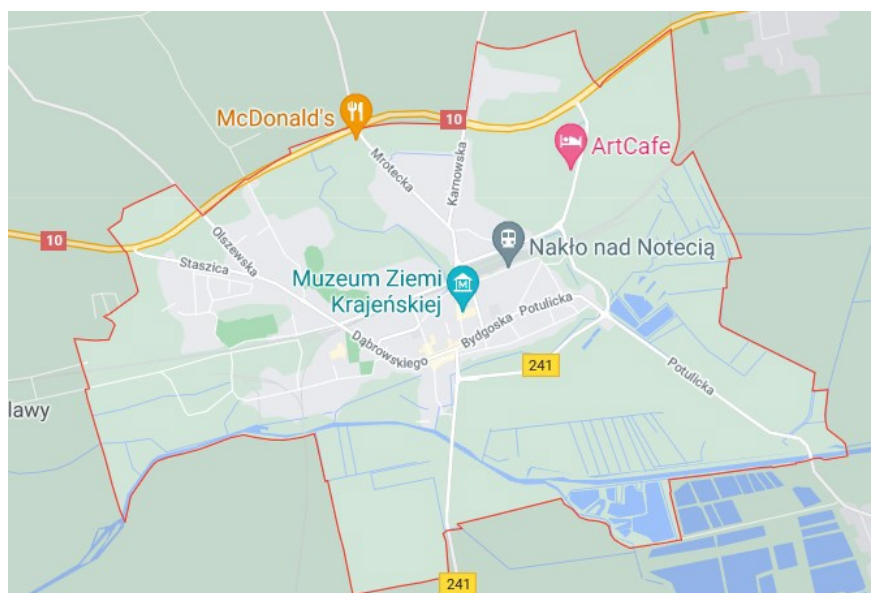 McDonald's
10
ArtCafe
Mrotecka
Karnowska
10
Olszewska
Staszica
Nakło nad Notecią
Muzeum Ziemi
Krajeńskiej
Bydgoska
Potulicka
Dąbrowskiego
241
Potulicka
lawy
241